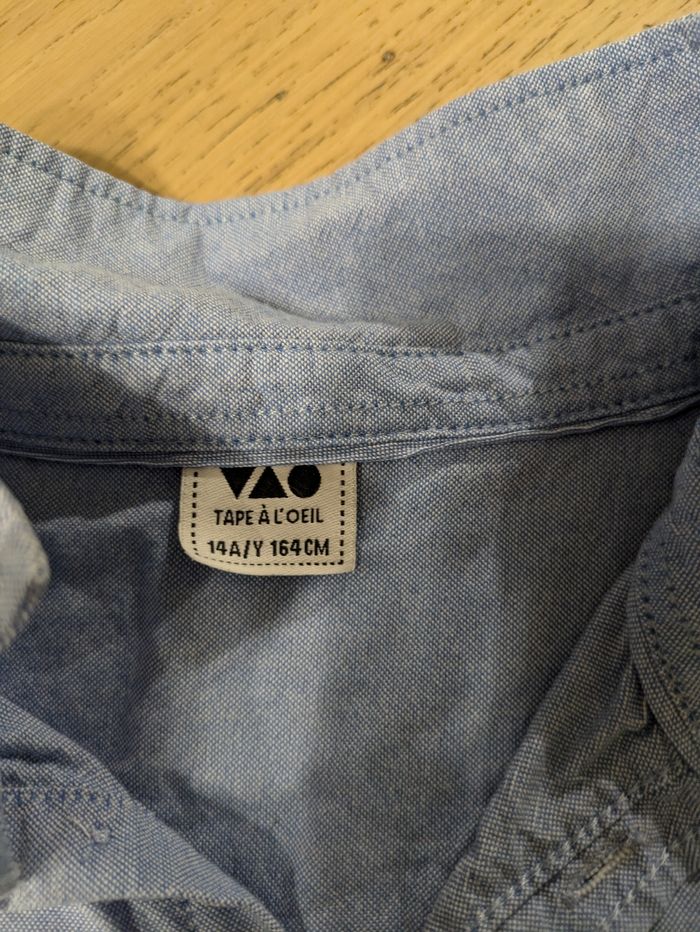 TAPE À L'OEIL
14A/Y 164CM